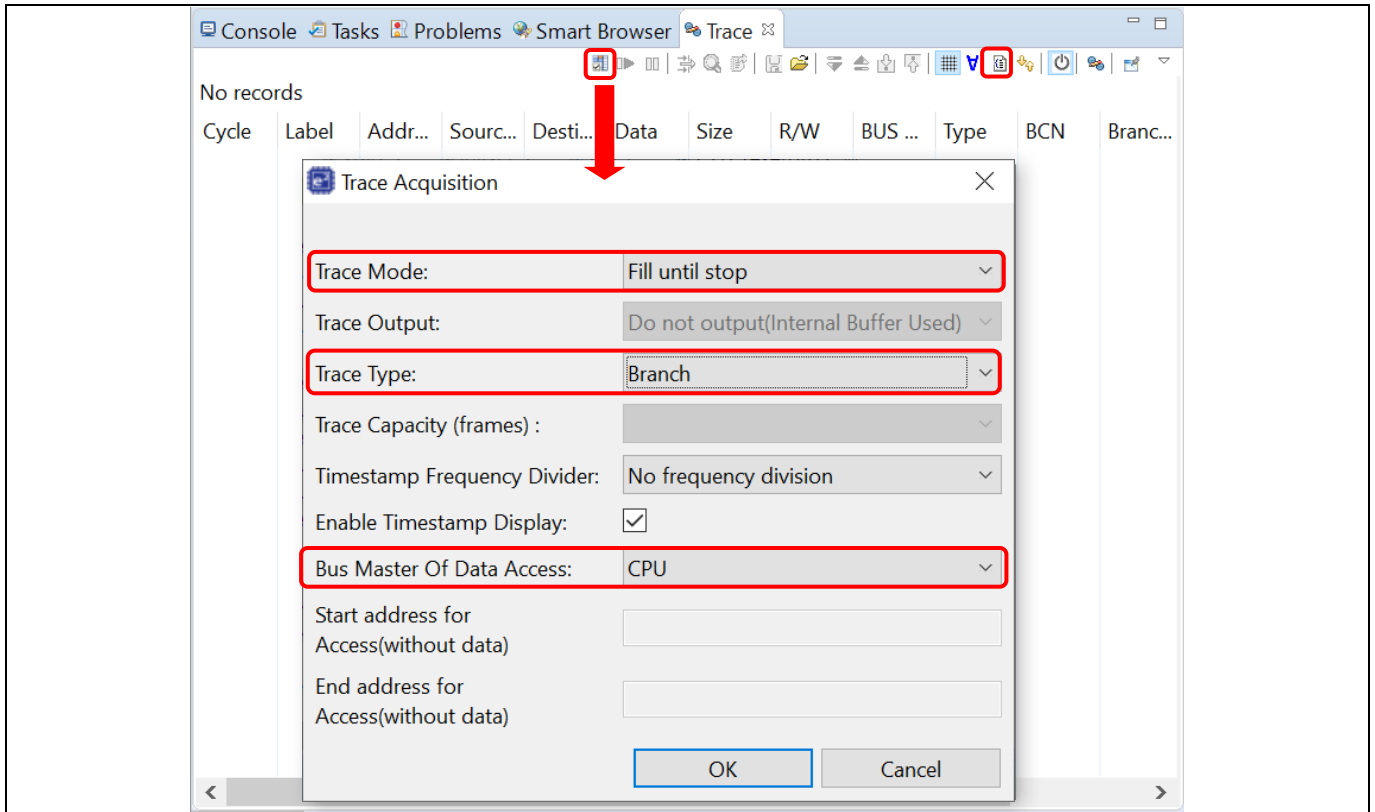 Console Tasks Problems Smart Browser Trace
No records
Cycle Label Addr... Sourc... Desti... Data Size R/W BUS ... Type BCN Branc...
Trace Acquisition
Trace Mode: Fill until stop
Trace Output: Do not output(Internal Buffer Used)
Trace Type: Branch
Trace Capacity (frames) :
Timestamp Frequency Divider: No frequency division
Enable Timestamp Display:
Bus Master Of Data Access: CPU
Start address for
Access(without data)
End address for
Access(without data)
OK Cancel